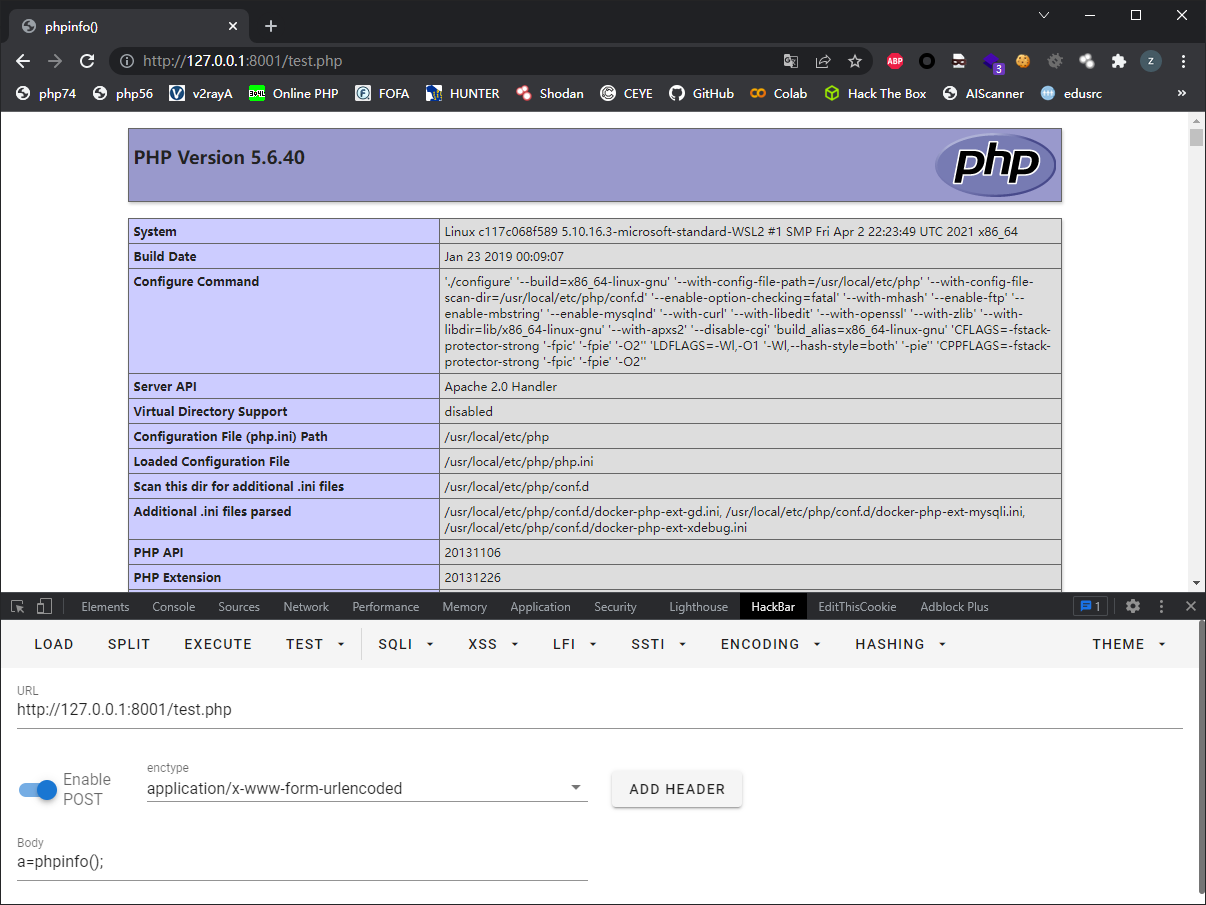 phpinfo()
http://127.0.0.1:8001/test.php
ABP
3
Z
php74
php56
v2rayA
Online PHP
FOFA
HUNTER
Shodan
CEYE
GitHub
Colab
Hack The Box
AIScanner
edusrc
»
PHP Version 5.6.40
php
System
Linux c117c068f589 5.10.16.3-microsoft-standard-WSL2 #1 SMP Fri Apr 2 22:23:49 UTC 2021 x86_64
Build Date
Jan 23 2019 00:09:07
Configure Command
'./configure' '--build=x86_64-linux-gnu' '--with-config-file-path=/usr/local/etc/php' '--with-config-file-
scan-dir=/usr/local/etc/php/conf.d' '--enable-option-checking=fatal' '--with-mhash' '--enable-ftp' '--
enable-mbstring' '--enable-mysqlnd' '--with-curl' '--with-libedit' '--with-openssl' '--with-zlib' '--with-
libdir=lib/x86_64-linux-gnu' '--with-apxs2' '--disable-cgi' 'build_alias=x86_64-linux-gnu' 'CFLAGS=-fstack-
protector-strong '-fpic' '-fpie' '-O2'' 'LDFLAGS=-Wl,-O1 '-Wl,--hash-style=both' '-pie'' 'CPPFLAGS=-fstack-
protector-strong '-fpic' '-fpie' '-O2''
Server API
Apache 2.0 Handler
Virtual Directory Support
disabled
Configuration File (php.ini) Path
/usr/local/etc/php
Loaded Configuration File
/usr/local/etc/php/php.ini
Scan this dir for additional .ini files
/usr/local/etc/php/conf.d
Additional .ini files parsed
/usr/local/etc/php/conf.d/docker-php-ext-gd.ini, /usr/local/etc/php/conf.d/docker-php-ext-mysqli.ini,
/usr/local/etc/php/conf.d/docker-php-ext-xdebug.ini
PHP API
20131106
PHP Extension
20131226
Elements
Console
Sources
Network
Performance
Memory
Application
Security
Lighthouse
HackBar
EditThisCookie
Adblock Plus
1
LOAD
SPLIT
EXECUTE
TEST
SQLI
XSS
LFI
SSTI
ENCODING
HASHING
THEME
URL
http://127.0.0.1:8001/test.php
Enable
POST
enctype
application/x-www-form-urlencoded
ADD HEADER
Body
a=phpinfo();